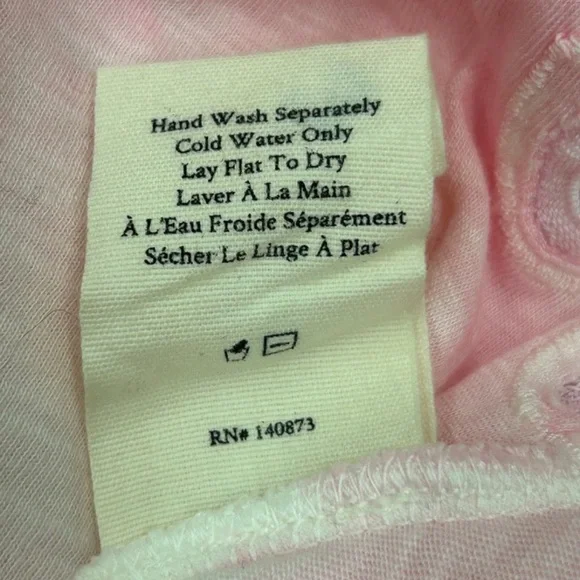 Hand Wash Separately
Cold Water Only
Lay Flat To Dry
Laver À La Main
À L'Eau Froide Séparément
Sécher Le Linge À Plat
RN# 140873